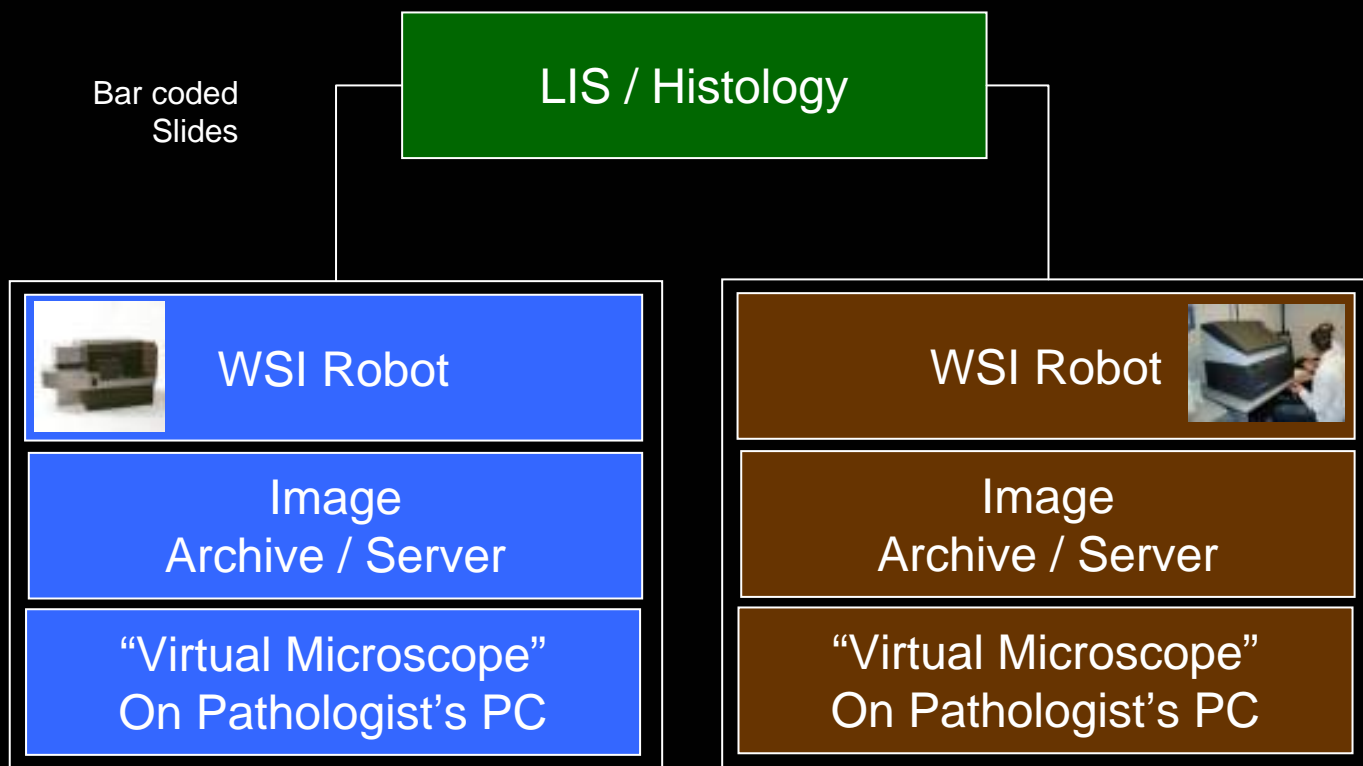 LIS / Histology
Bar coded
Slides
WSI Robot
Image
Archive / Server
“Virtual Microscope”
On Pathologist’s PC
WSI Robot
Image
Archive / Server
“Virtual Microscope”
On Pathologist’s PC